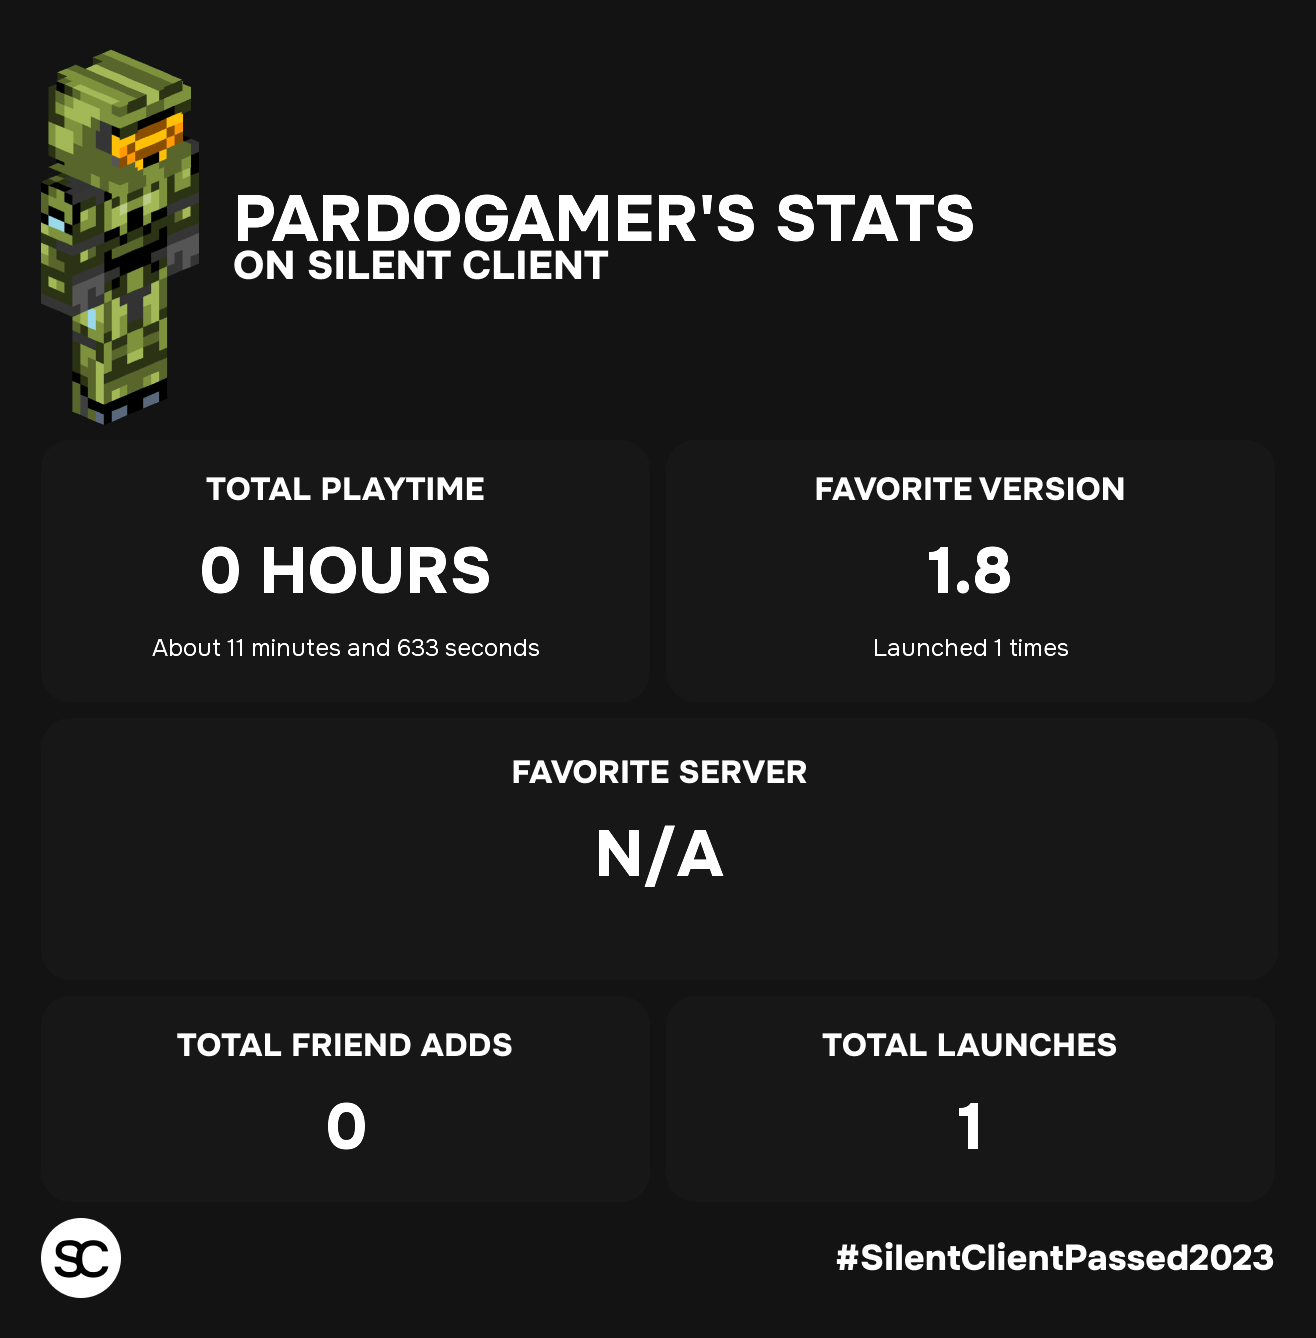 PARDOGAMER'S STATS
ON SILENT CLIENT
TOTAL PLAYTIME
0 HOURS
About 11 minutes and 633 seconds
FAVORITE VERSION
1.8
Launched 1 times
FAVORITE SERVER
N/A
TOTAL FRIEND ADDS
0
TOTAL LAUNCHES
1
SC
#SilentClientPassed2023